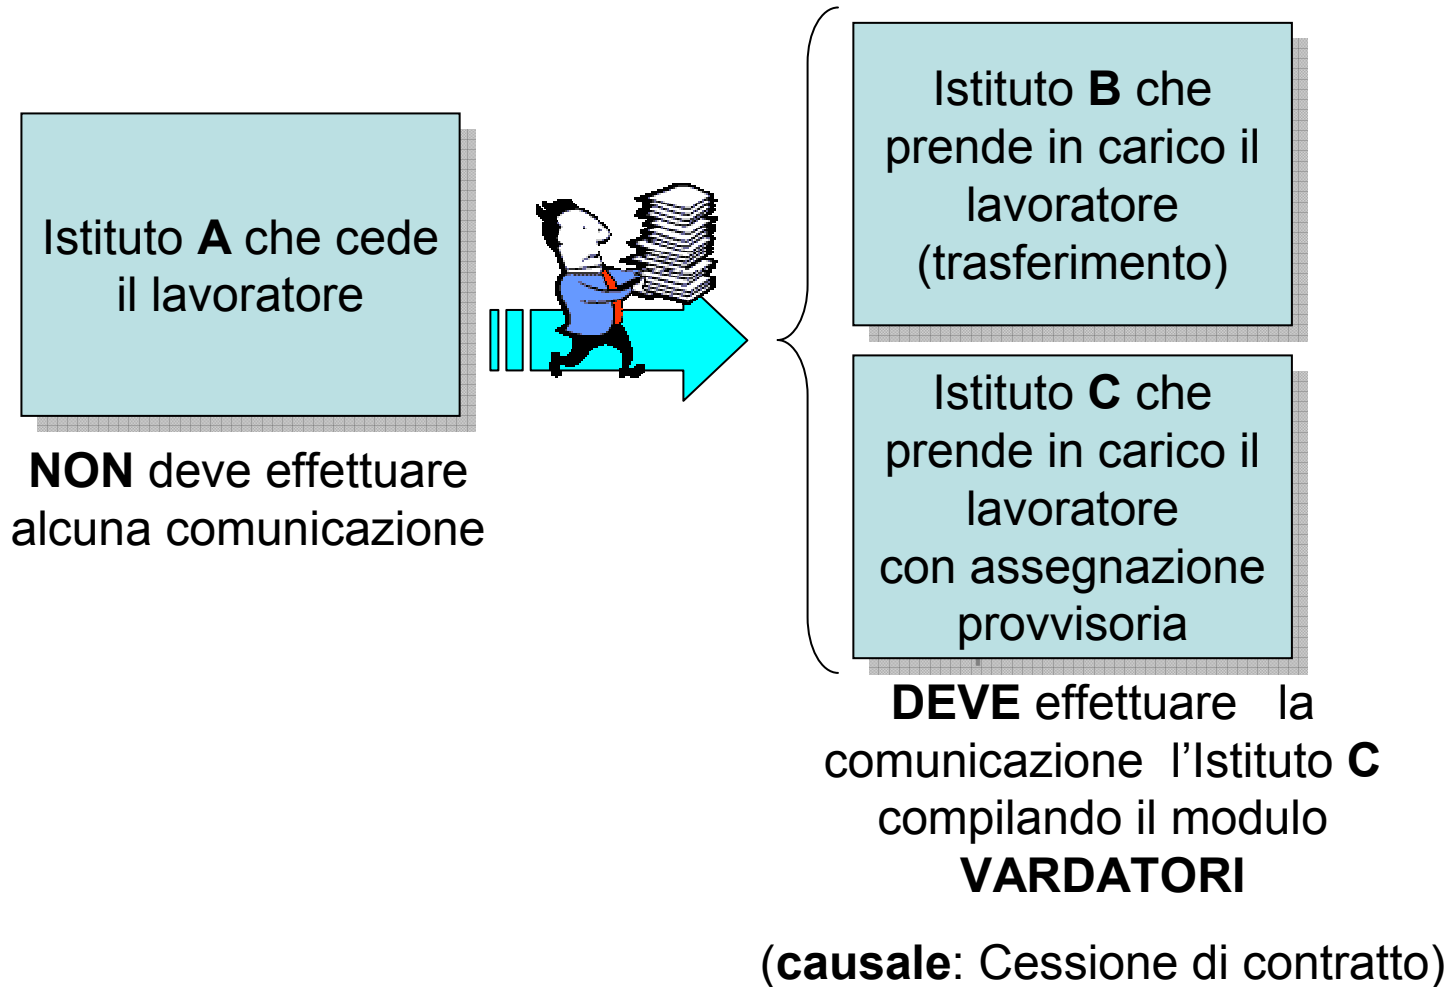 Istituto A che cede
il lavoratore
NON deve effettuare
alcuna comunicazione
Istituto B che
prende in carico il
lavoratore
(trasferimento)
Istituto C che
prende in carico il
lavoratore
con assegnazione
provvisoria
DEVE effettuare la
comunicazione l’Istituto C
compilando il modulo
VARDATORI
(causale: Cessione di contratto)